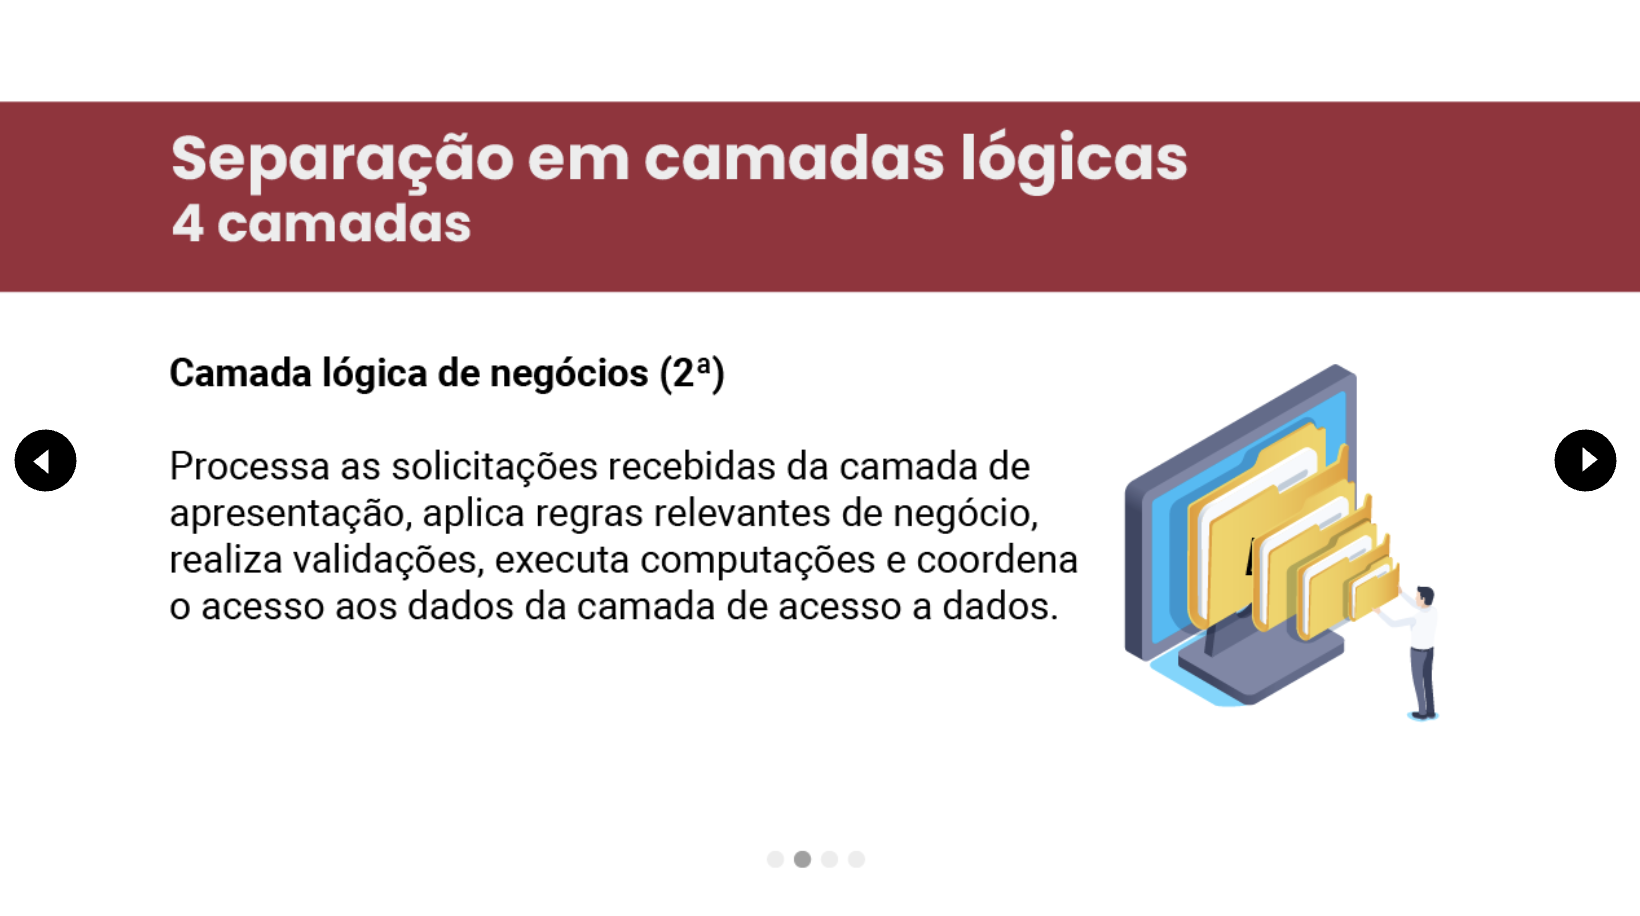 Separação em camadas lógicas
4 camadas
Camada lógica de negócios (2ª)
Processa as solicitações recebidas da camada de
apresentação, aplica regras relevantes de negócio,
realiza validações, executa computações e coordena
o acesso aos dados da camada de acesso a dados.